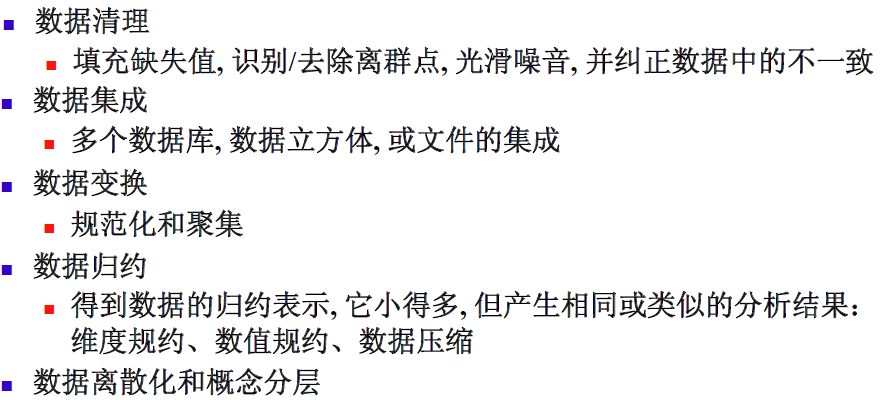 数据清理
填充缺失值, 识别/去除离群点, 光滑噪音, 并纠正数据中的不一致
数据集成
多个数据库, 数据立方体, 或文件的集成
数据变换
规范化和聚集
数据归约
得到数据的归约表示, 它小得多, 但产生相同或类似的分析结果：
维度规约、数值规约、数据压缩
数据离散化和概念分层